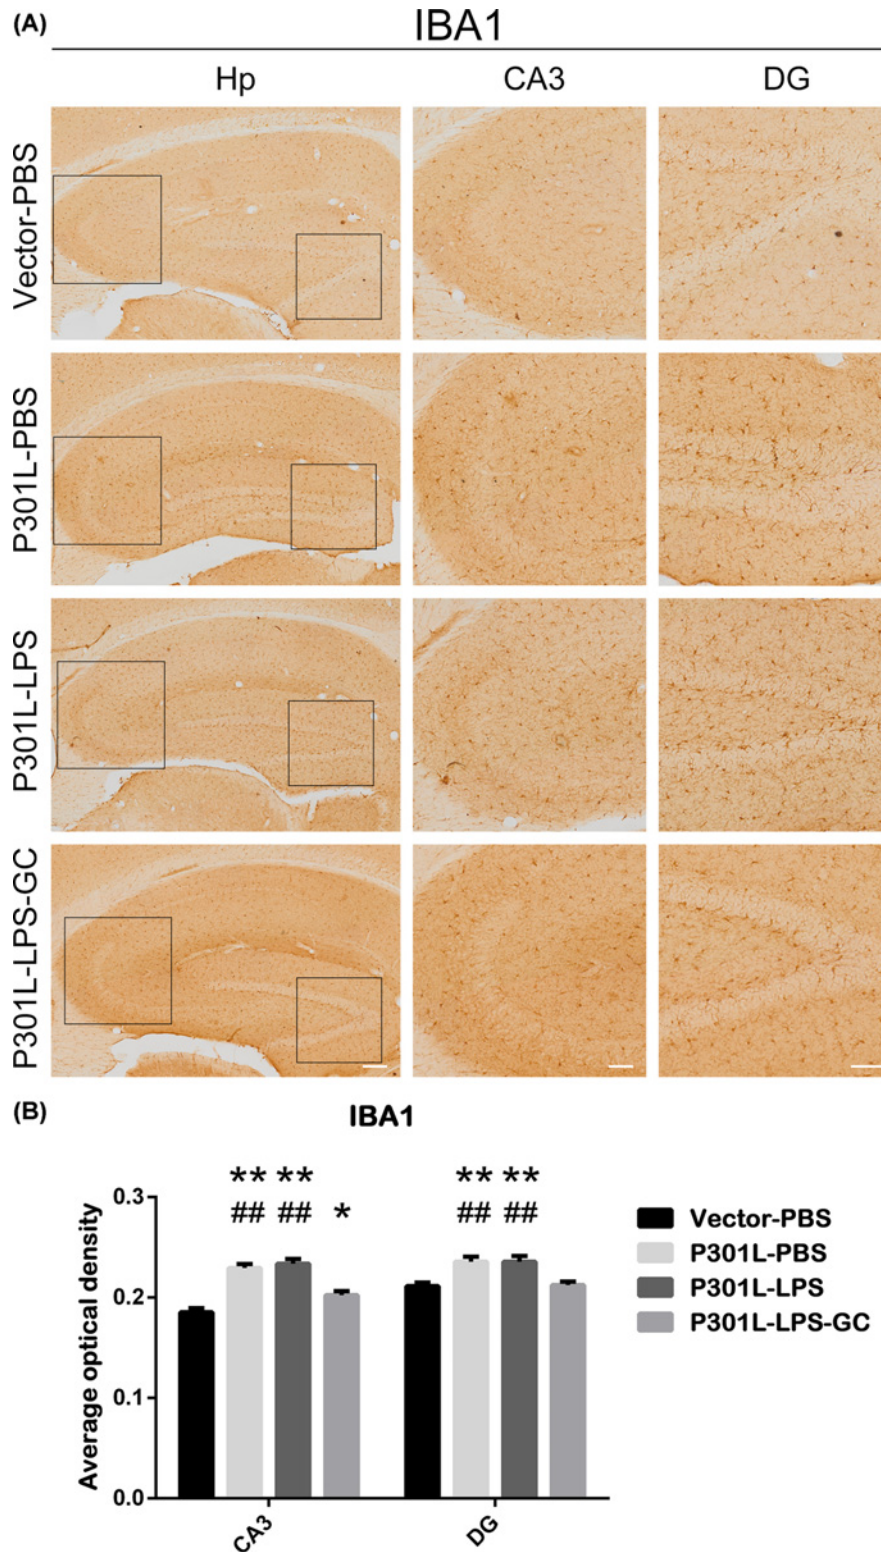 (A)
IBA1
Hp CA3 DG
Vector-PBS
P301L-PBS
P301L-LPS
P301L-LPS-GC
(B)
IBA1
** ** ** **
## ## * ## ##
Average optical density
0.3
0.2
0.1
0.0
CA3 DG
Vector-PBS
P301L-PBS
P301L-LPS
P301L-LPS-GC